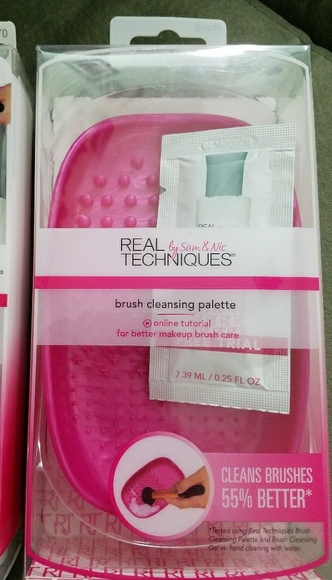 REAL by Sam & Nic
TECHNIQUES®
brush cleansing palette
online tutorial
for better makeup brush care
TRIAL
7.39 ML / 0.25 FL OZ
CLEANS BRUSHES
55% BETTER*
*Tested using Real Techniques Brush
Cleansing Palette and Brush Cleansing
Gel vs. hand cleaning with water.